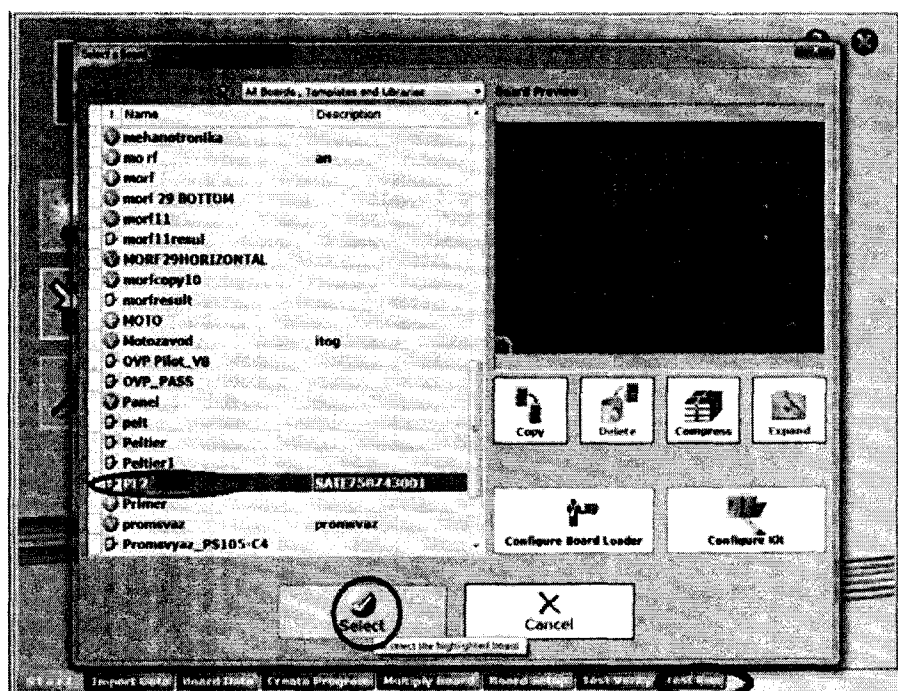 Select a Board
All Boards , Templates and Libraries
Board Preview
! Name Description
mehanotronika
mo rf an
morf
morf 29 BOTTOM
morf11
morf11resul
MORF29HORIZONTAL
morfcopy10
morfresult
MOTO
Motozavod itog
OVP Pilot_V8
OVP_PASS
Panel
pelt
Peltier
Peltier1
Primer
promsvaz promsvaz
Promsvyaz_PS105-C4
Copy
Delete
Compress
Expand
Configure Board Loader
Configure Kit
Select
Cancel
select the highlighted board
Start Import Data Board Data Create Program Multiply Board Board Setup Test Verify Test Run